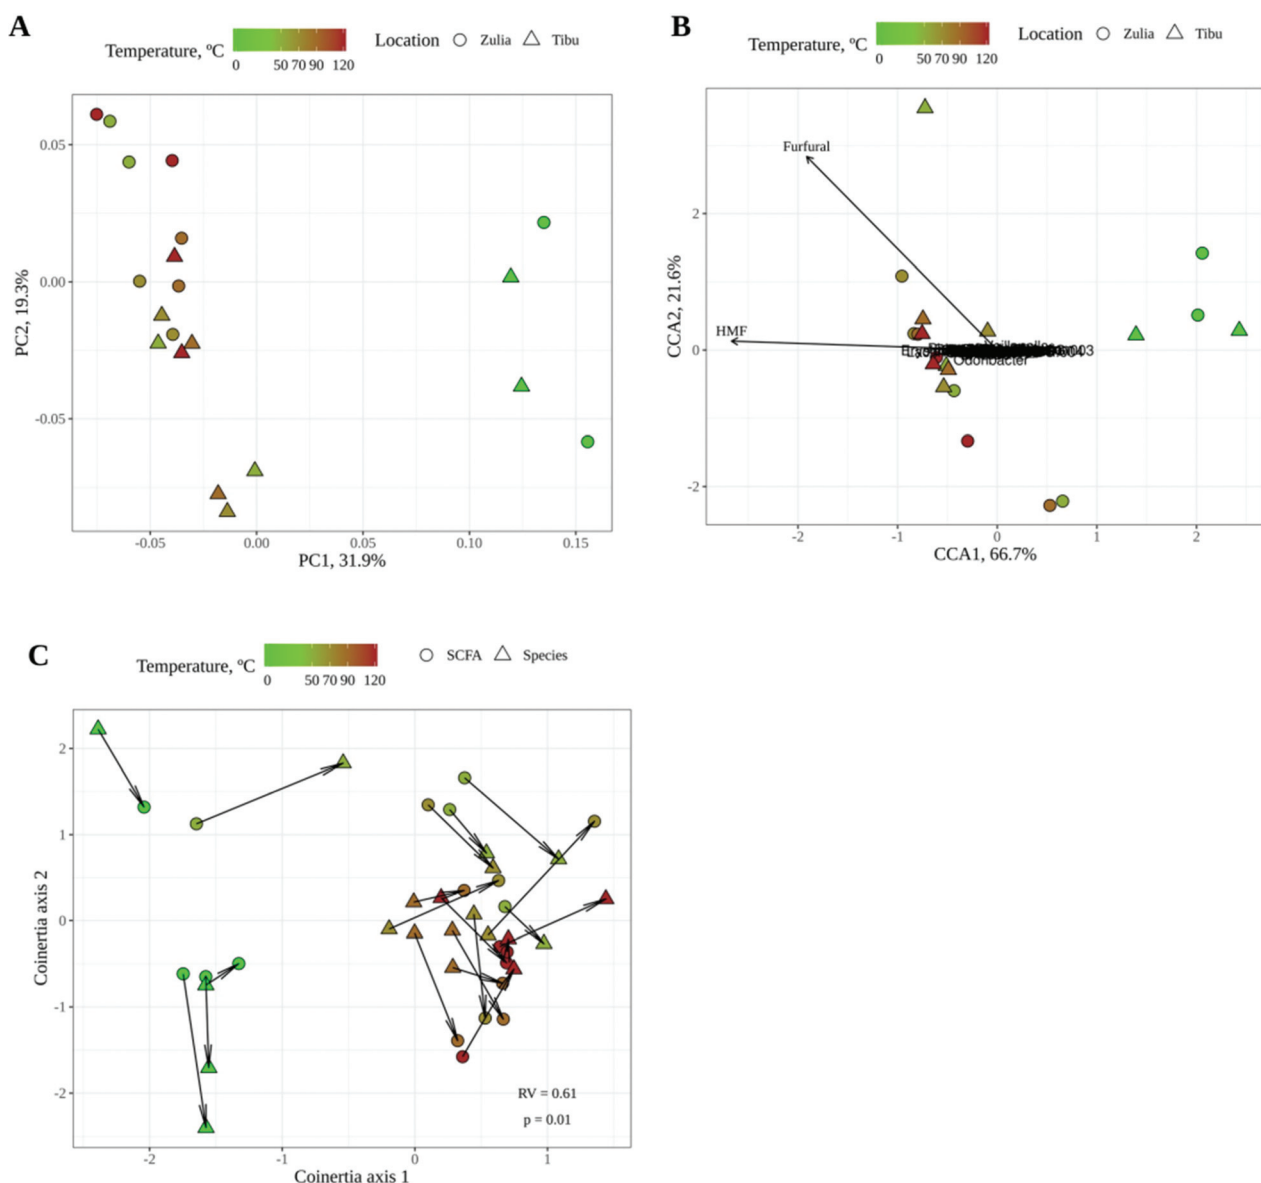 A
Temperature, ºC
0 50 70 90 120
Location Zulia Tibu
0.05
0.00
-0.05
PC2, 19.3%
-0.05 0.00 0.05 0.10 0.15
PC1, 31.9%
B
Temperature, ºC
0 50 70 90 120
Location Zulia Tibu
Furfural
HMF
Odoribacter
2
0
-2
CCA2, 21.6%
-2 -1 0 1 2
CCA1, 66.7%
C
Temperature, ºC
0 50 70 90 120
SCFA Species
2
1
0
-1
-2
Coinertia axis 2
RV = 0.61
p = 0.01
-2 -1 0 1
Coinertia axis 1